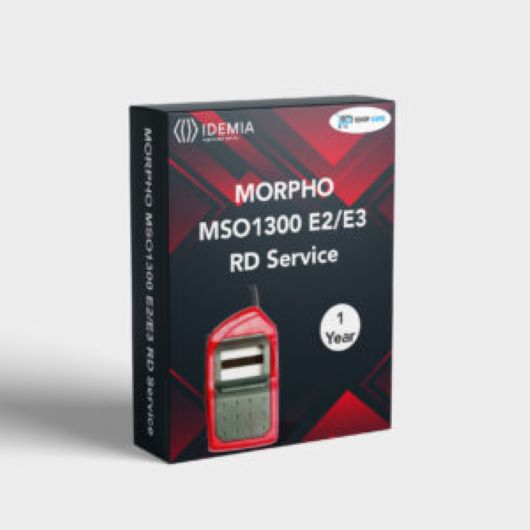 IDEMIA
MORPHO
MSO1300 E2/E3
RD Service
1
Year
MORPHO MSO1300 E2/E3 RD Service